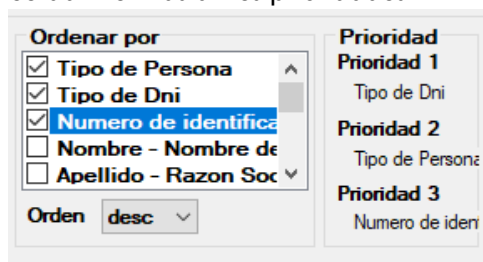 Ordenar por
Tipo de Persona
Tipo de Dni
Numero de identifica
Nombre - Nombre de
Apellido - Razon Soc
Orden desc
Prioridad
Prioridad 1
Tipo de Dni
Prioridad 2
Tipo de Persona
Prioridad 3
Numero de iden